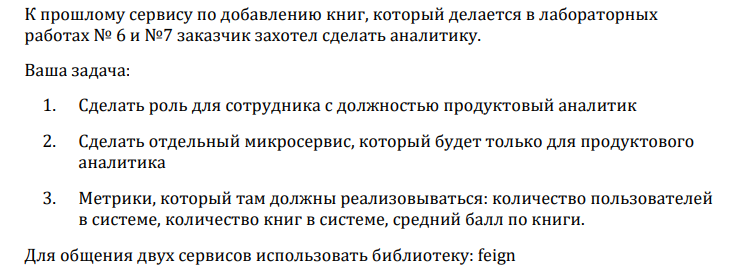 К прошлому сервису по добавлению книг, который делается в лабораторных
работах № 6 и №7 заказчик захотел сделать аналитику.
Ваша задача:
1. Сделать роль для сотрудника с должностью продуктовый аналитик
2. Сделать отдельный микросервис, который будет только для продуктового
аналитика
3. Метрики, который там должны реализовываться: количество пользователей
в системе, количество книг в системе, средний балл по книги.
Для общения двух сервисов использовать библиотеку: feign